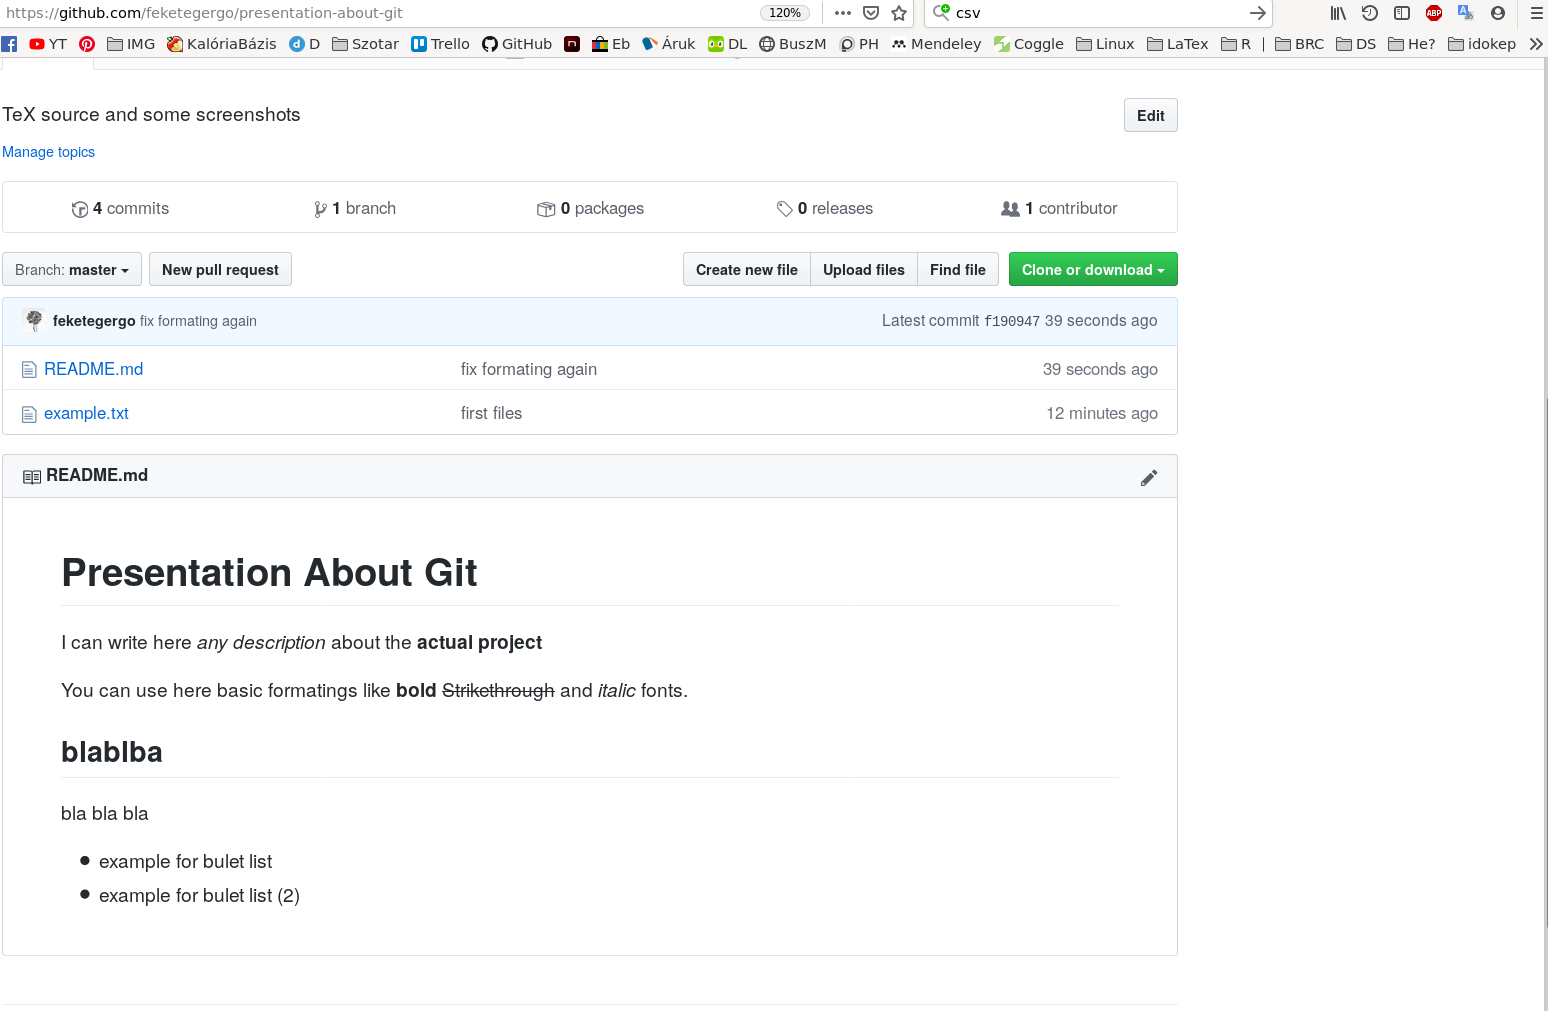 https://github.com/feketegergo/presentation-about-git 120% csv
YT IMG KalóriaBázis D Szotar Trello GitHub Eb Áruk DL BuszM PH Mendeley Coggle Linux LaTex R | BRC DS He? idokep
TeX source and some screenshots Edit
Manage topics
4 commits 1 branch 0 packages 0 releases 1 contributor
Branch: master New pull request Create new file Upload files Find file Clone or download
feketegergo fix formating again Latest commit f190947 39 seconds ago
README.md fix formating again 39 seconds ago
example.txt first files 12 minutes ago
README.md
Presentation About Git
I can write here any description about the actual project
You can use here basic formatings like bold Strikethrough and italic fonts.
blablba
bla bla bla
• example for bulet list
• example for bulet list (2)